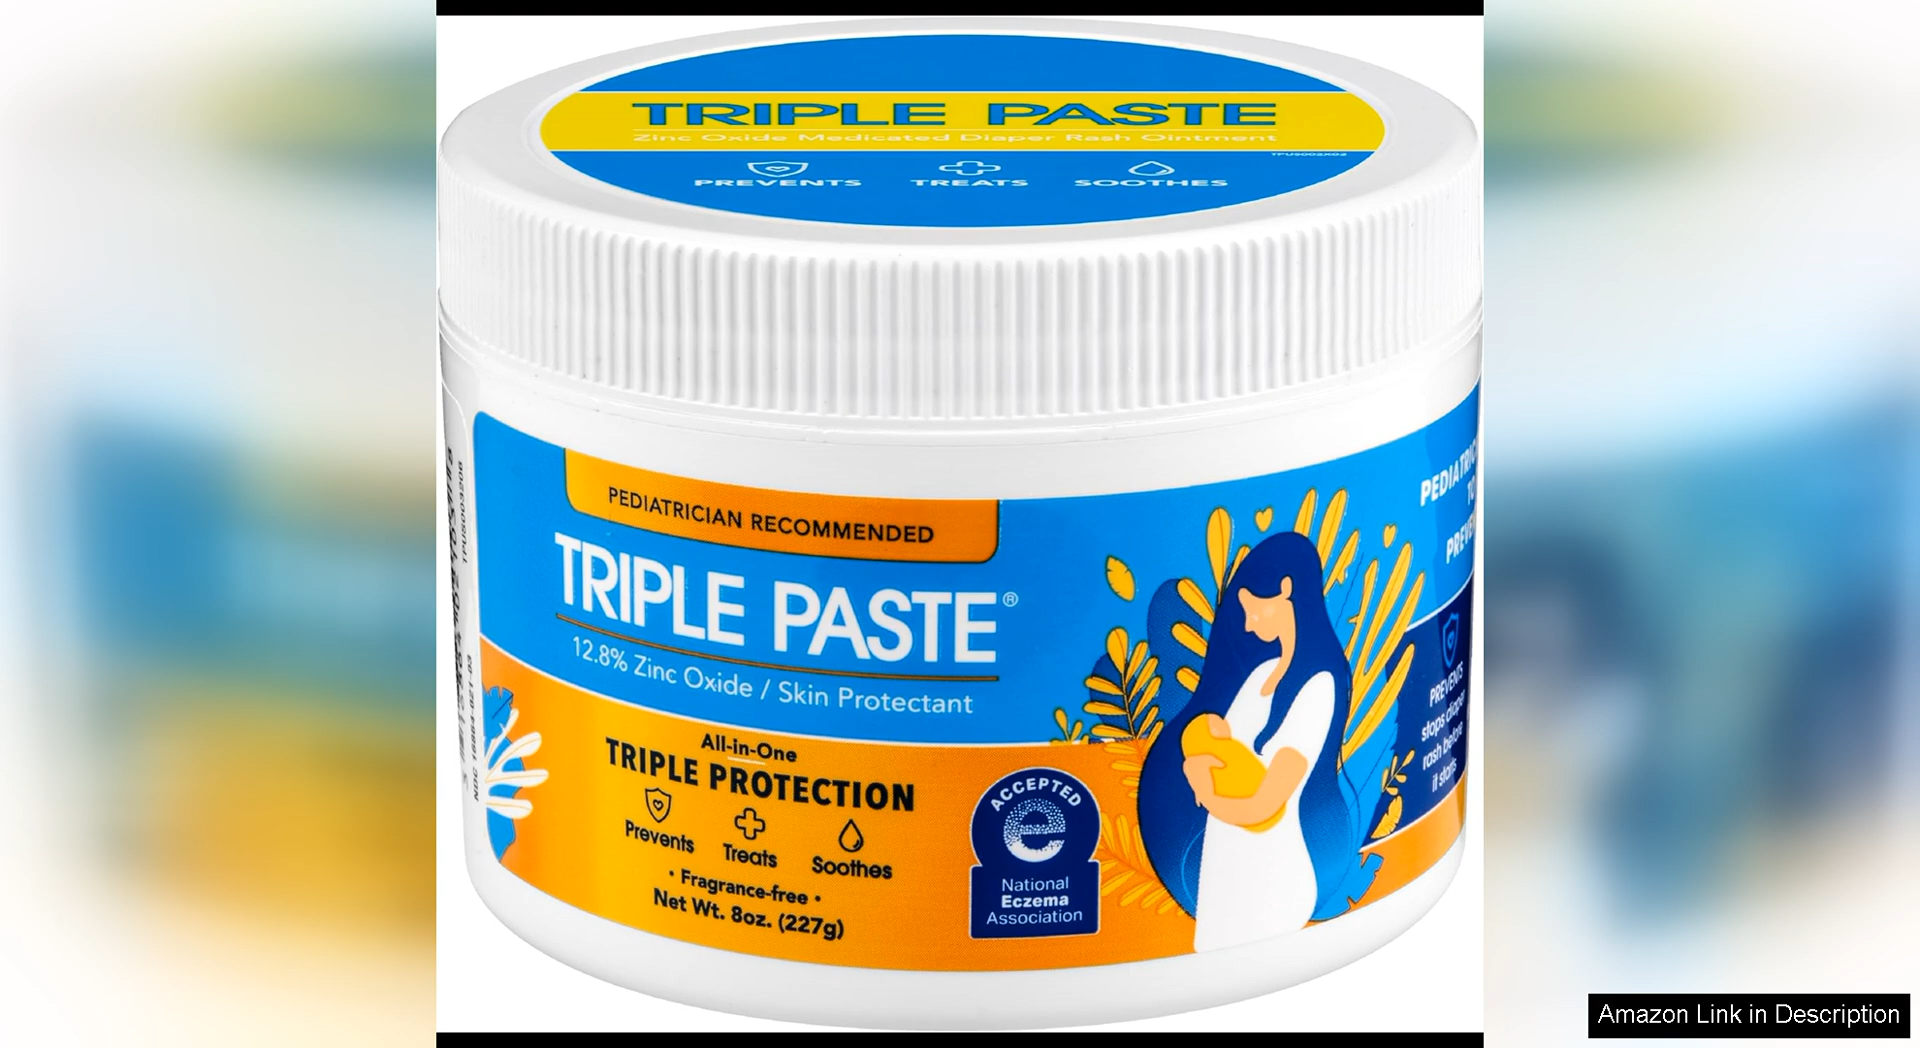 TRIPLE PASTE
Zinc Oxide Medicated Diaper Rash Ointment
PREVENTS TREATS SOOTHES
PEDIATRICIAN RECOMMENDED
TRIPLE PASTE®
12.8% Zinc Oxide / Skin Protectant
All-in-One
TRIPLE PROTECTION
Prevents Treats Soothes
• Fragrance-free •
Net Wt. 8oz. (227g)
ACCEPTED
e
National
Eczema
Association
PREVENTS
stops diaper
rash before
it starts
Amazon Link in Description